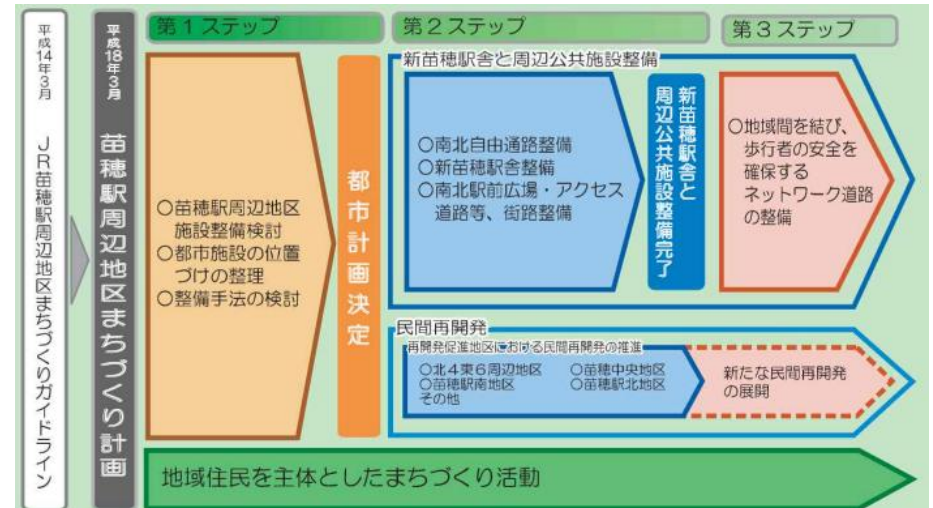 平成14年3月
JR苗穂駅周辺地区まちづくりガイドライン
平成18年3月
苗穂駅周辺地区まちづくり計画
第1ステップ
○苗穂駅周辺地区
施設整備検討
○都市施設の位置
づけの整理
○整備手法の検討
都市計画決定
第2ステップ
新苗穂駅舎と周辺公共施設整備
○南北自由通路整備
○新苗穂駅舎整備
○南北駅前広場・アクセス
道路等、街路整備
新苗穂駅舎と
周辺公共施設整備完了
第3ステップ
○地域間を結び、
歩行者の安全を
確保する
ネットワーク道路
の整備
民間再開発
再開発促進地区における民間再開発の推進
○北4東6周辺地区 ○苗穂中央地区
○苗穂駅南地区 ○苗穂駅北地区
その他
新たな民間再開発
の展開
地域住民を主体としたまちづくり活動